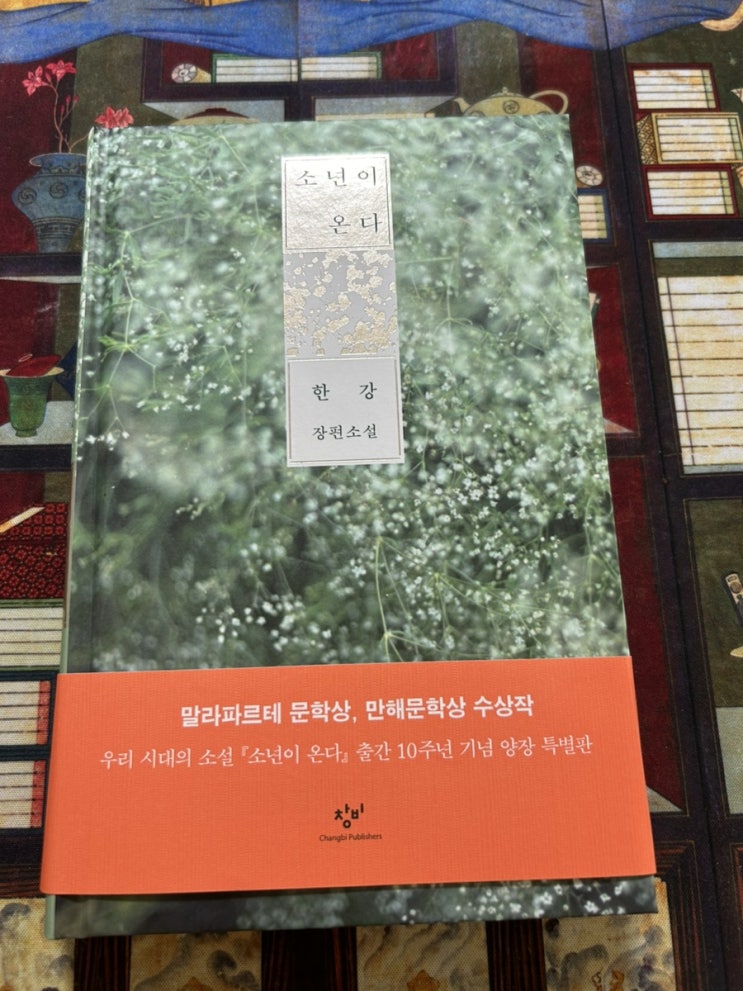 소년이
온다
한 강
장편소설
말라파르테 문학상, 만해문학상 수상작
우리 시대의 소설 『소년이 온다』 출간 10주년 기념 양장 특별판
창비
Changbi Publishers